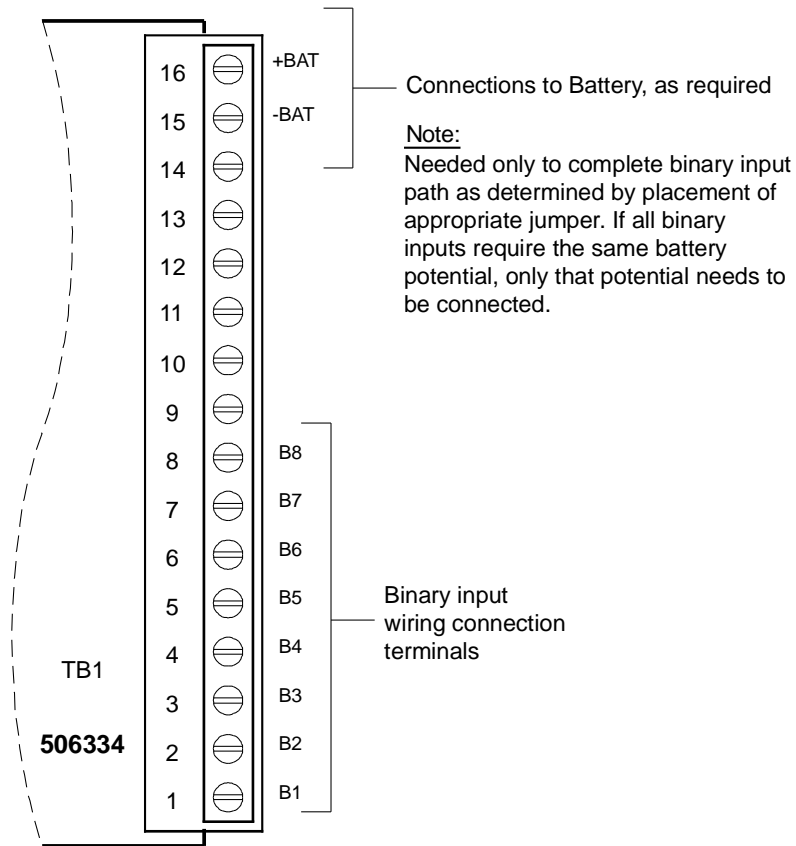 16 +BAT
15 -BAT
14
13
12
11
10
9
8 B8
7 B7
6 B6
5 B5
4 B4
3 B3
2 B2
1 B1
Connections to Battery, as required
Note:
Needed only to complete binary input
path as determined by placement of
appropriate jumper. If all binary
inputs require the same battery
potential, only that potential needs to
be connected.
Binary input
wiring connection
terminals
TB1
506334